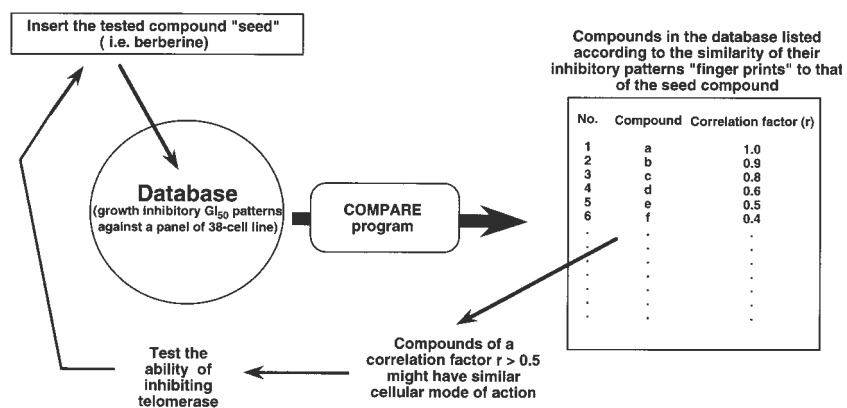 Insert the tested compound "seed"
( i.e. berberine)
Compounds in the database listed
according to the similarity of their
inhibitory patterns "finger prints" to that
of the seed compound
No. Compound Correlation factor (r)
1 a 1.0
2 b 0.9
3 c 0.8
4 d 0.6
5 e 0.5
6 f 0.4
. . .
. . .
. . .
. . .
. . .
. . .
Database
(growth inhibitory GI50 patterns
against a panel of 38-cell line)
COMPARE
program
Compounds of a
correlation factor r > 0.5
might have similar
cellular mode of action
Test the
ability of
inhibiting
telomerase